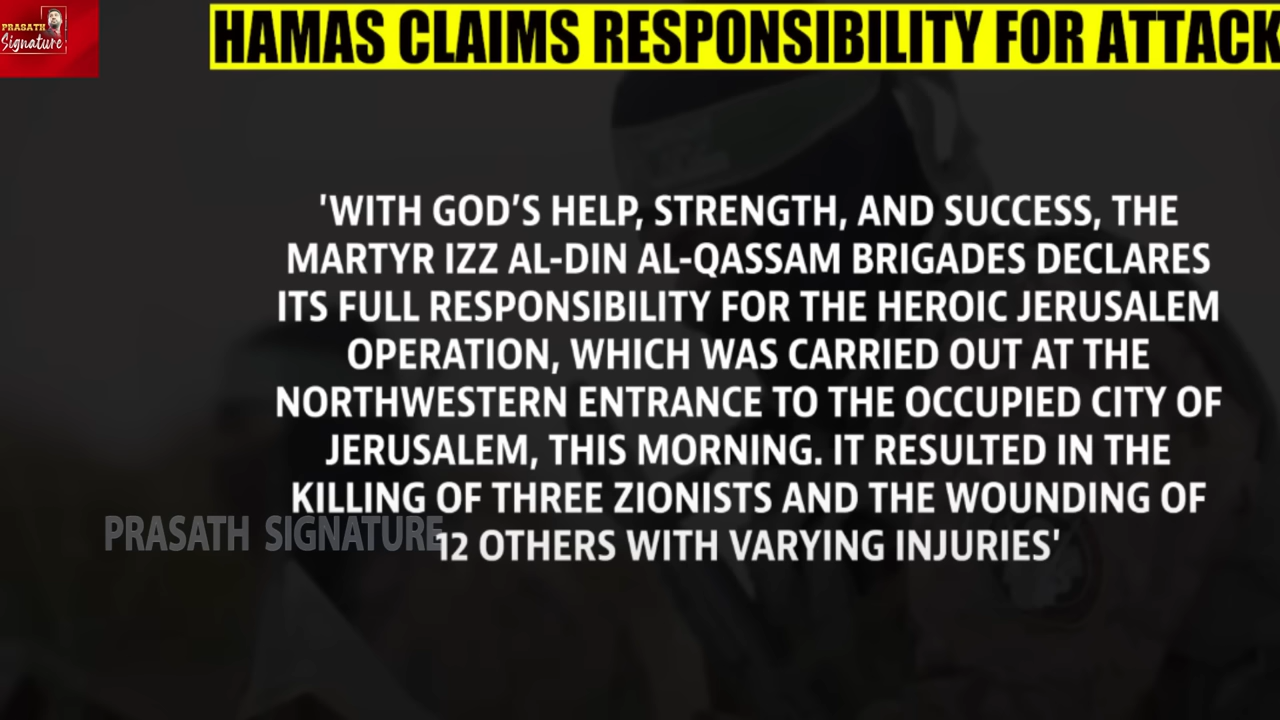 PRASATH
Signature
HAMAS CLAIMS RESPONSIBILITY FOR ATTACK
'WITH GOD'S HELP, STRENGTH, AND SUCCESS, THE
MARTYR IZZ AL-DIN AL-QASSAM BRIGADES DECLARES
ITS FULL RESPONSIBILITY FOR THE HEROIC JERUSALEM
OPERATION, WHICH WAS CARRIED OUT AT THE
NORTHWESTERN ENTRANCE TO THE OCCUPIED CITY OF
JERUSALEM, THIS MORNING. IT RESULTED IN THE
KILLING OF THREE ZIONISTS AND THE WOUNDING OF
12 OTHERS WITH VARYING INJURIES'
PRASATH SIGNATURE